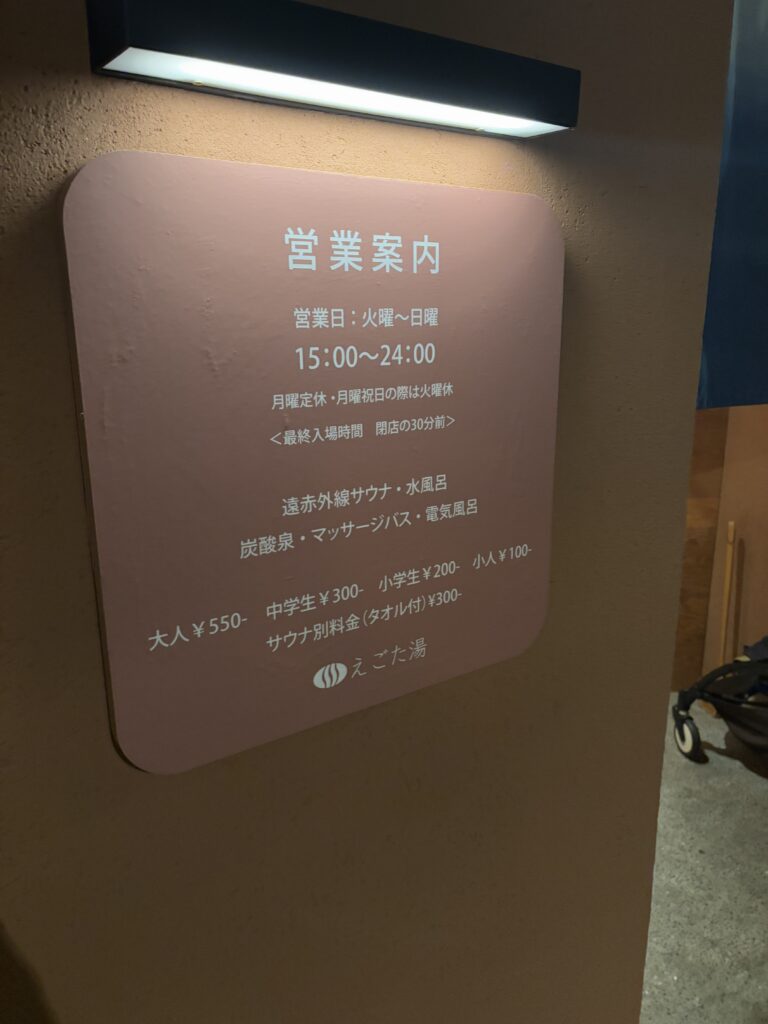 営業案内
営業日：火曜～日曜
15:00～24:00
月曜定休・月曜祝日の際は火曜休
＜最終入場時間　閉店の30分前＞
遠赤外線サウナ・水風呂
炭酸泉・マッサージバス・電気風呂
大人￥550-　中学生￥300-　小学生￥200-　小人￥100-
サウナ別料金（タオル付）¥300-
えごた湯